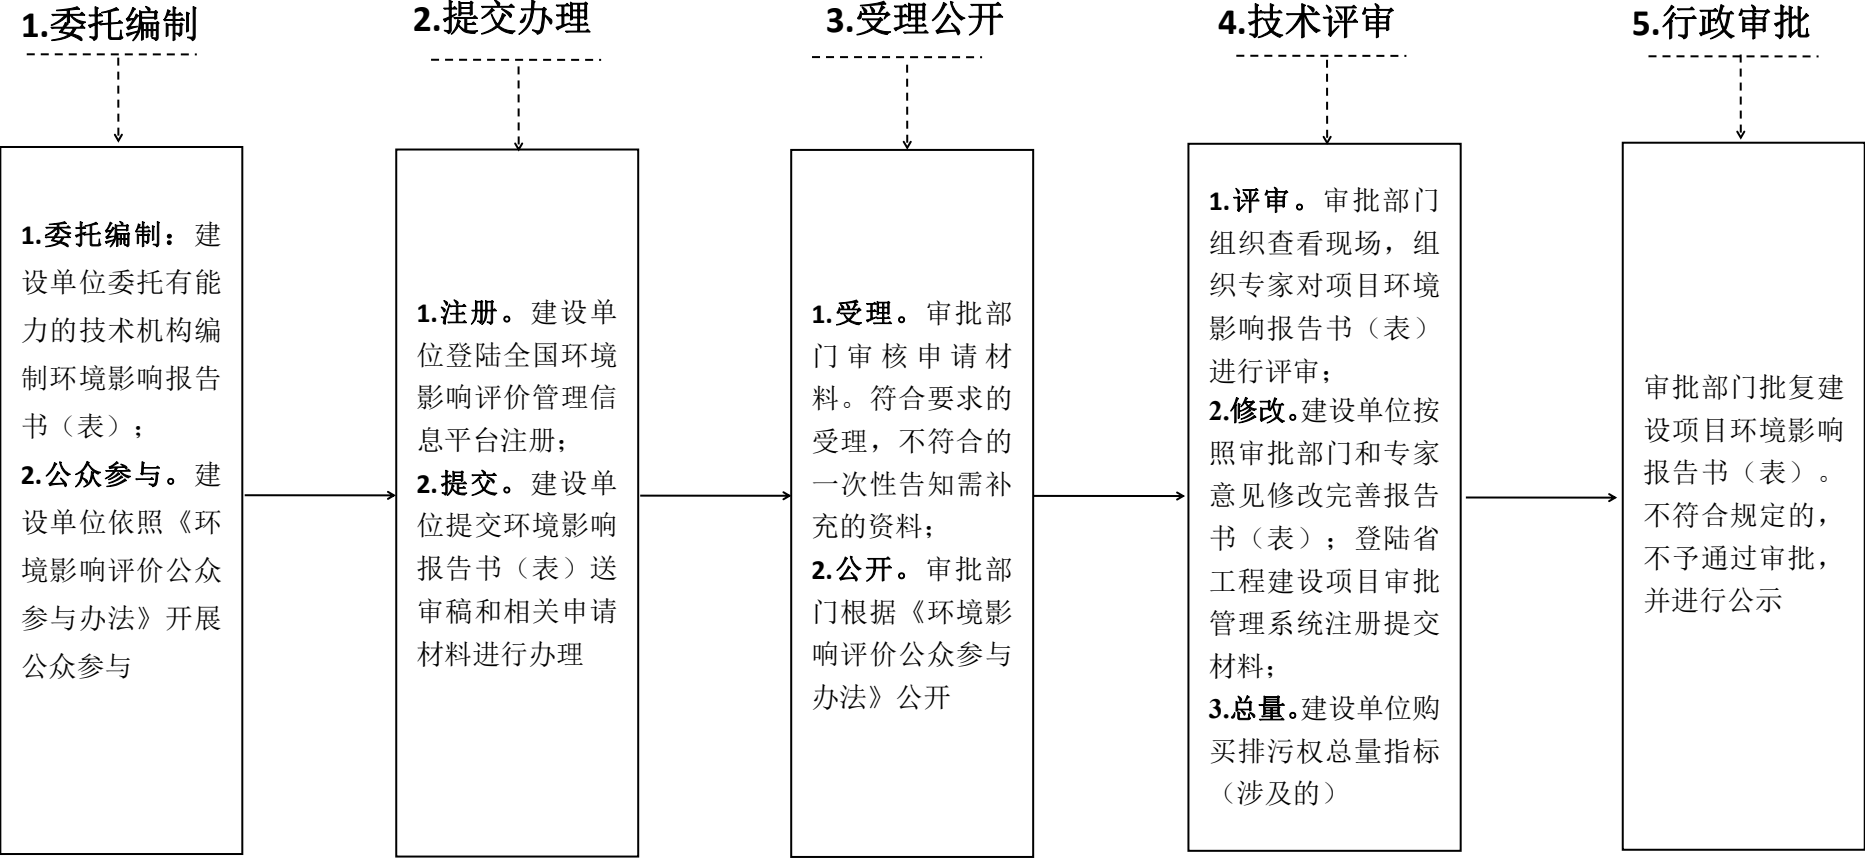 1.委托编制
2.提交办理
3.受理公开
4.技术评审
5.行政审批
1.委托编制：建
设单位委托有能
力的技术机构编
制环境影响报告
书（表）；
2.公众参与。建
设单位依照《环
境影响评价公众
参与办法》开展
公众参与
1.注册。建设单
位登陆全国环境
影响评价管理信
息平台注册；
2.提交。建设单
位提交环境影响
报告书（表）送
审稿和相关申请
材料进行办理
1.受理。审批部
门审核申请材
料。符合要求的
受理，不符合的
一次性告知需补
充的资料；
2.公开。审批部
门根据《环境影
响评价公众参与
办法》公开
1.评审。审批部门
组织查看现场，组
织专家对项目环境
影响报告书（表）
进行评审；
2.修改。建设单位按
照审批部门和专家
意见修改完善报告
书（表）；登陆省
工程建设项目审批
管理系统注册提交
材料；
3.总量。建设单位购
买排污权总量指标
（涉及的）
审批部门批复建
设项目环境影响
报告书（表）。
不符合规定的，
不予通过审批，
并进行公示